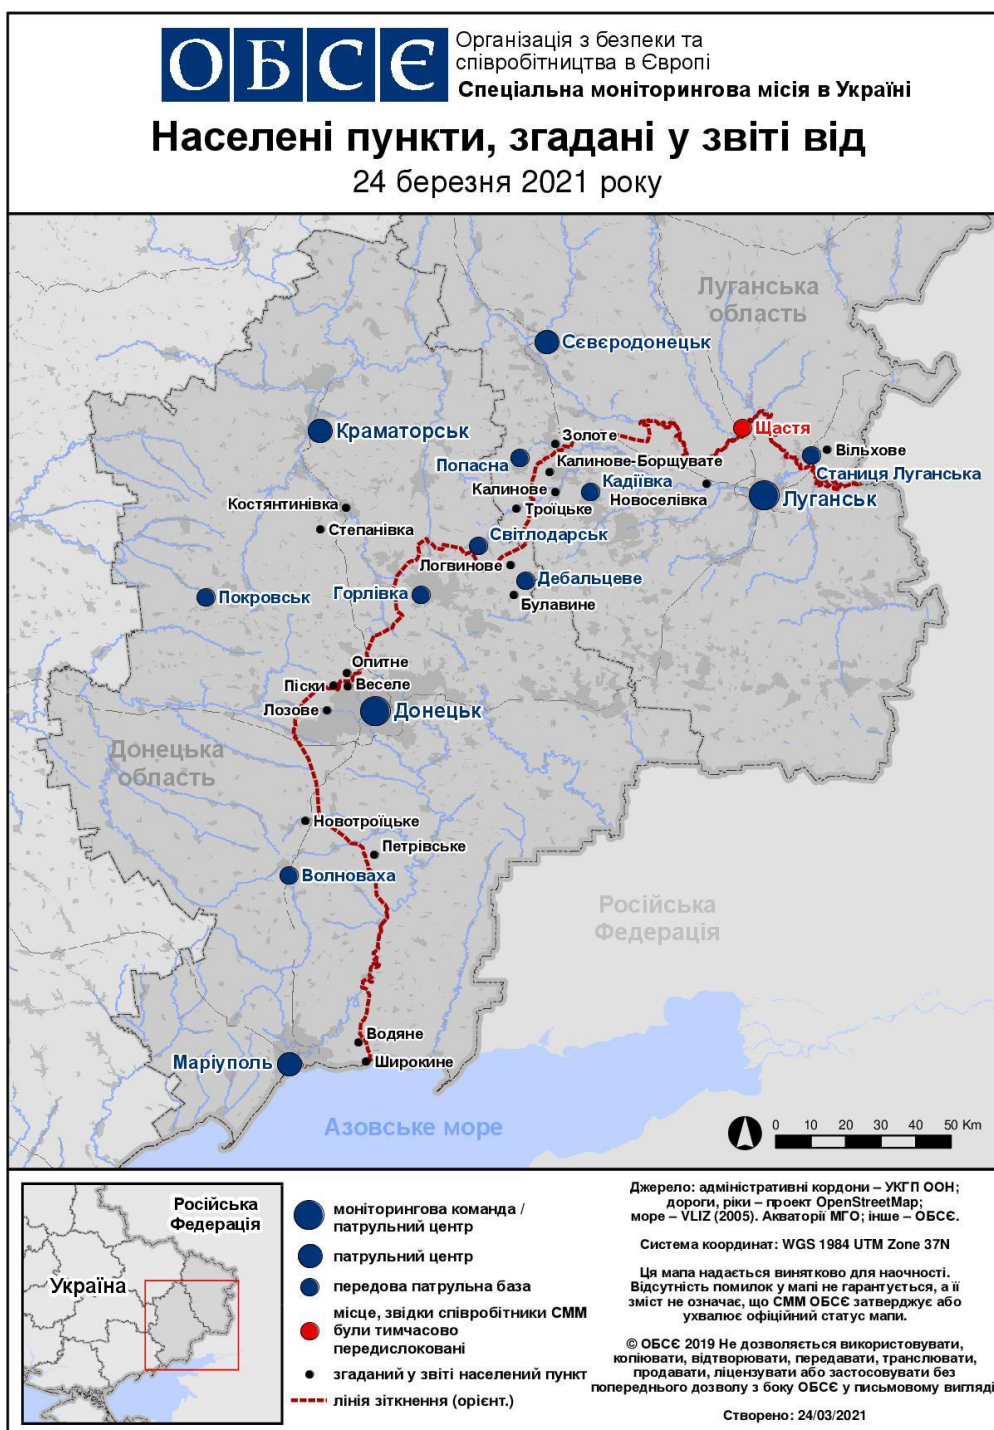 ОБСЄ
Організація з безпеки та
співробітництва в Європі
Спеціальна моніторингова місія в Україні
Населені пункти, згадані у звіті від
24 березня 2021 року
Луганська
область
Сєвєродонецьк
Краматорськ
Щастя
Золоте
Вільхове
Попасна
Калинове-Борщувате
Станиця Луганська
Калинове
Кадіївка
Новоселівка
Луганськ
Костянтинівка
Троїцьке
Степанівка
Світлодарськ
Логвинове
Дебальцеве
Покровськ
Горлівка
Булавине
Опитне
Піски
Веселе
Лозове
Донецьк
Донецька
область
Новотроїцьке
Петрівське
Волноваха
Російська
Федерація
Водяне
Маріуполь
Широкине
Азовське море
0 10 20 30 40 50 Km
Російська
Федерація
Україна
моніторингова команда /
патрульний центр
патрульний центр
передова патрульна база
місце, звідки співробітники СММ
були тимчасово
передислоковані
згаданий у звіті населений пункт
лінія зіткнення (орієнт.)
Джерело: адміністративні кордони – УКГП ООН;
дороги, ріки – проект OpenStreetMap;
море – VLIZ (2005). Акваторії МГО; інше – ОБСЄ.
Система координат: WGS 1984 UTM Zone 37N
Ця мапа надається винятково для наочності.
Відсутність помилок у мапі не гарантується, а її
зміст не означає, що СММ ОБСЄ затверджує або
ухвалює офіційний статус мапи.
© ОБСЄ 2019 Не дозволяється використовувати,
копіювати, відтворювати, передавати, транслювати,
продавати, ліцензувати або застосовувати без
попереднього дозволу з боку ОБСЄ у письмовому вигляді
Створено: 24/03/2021